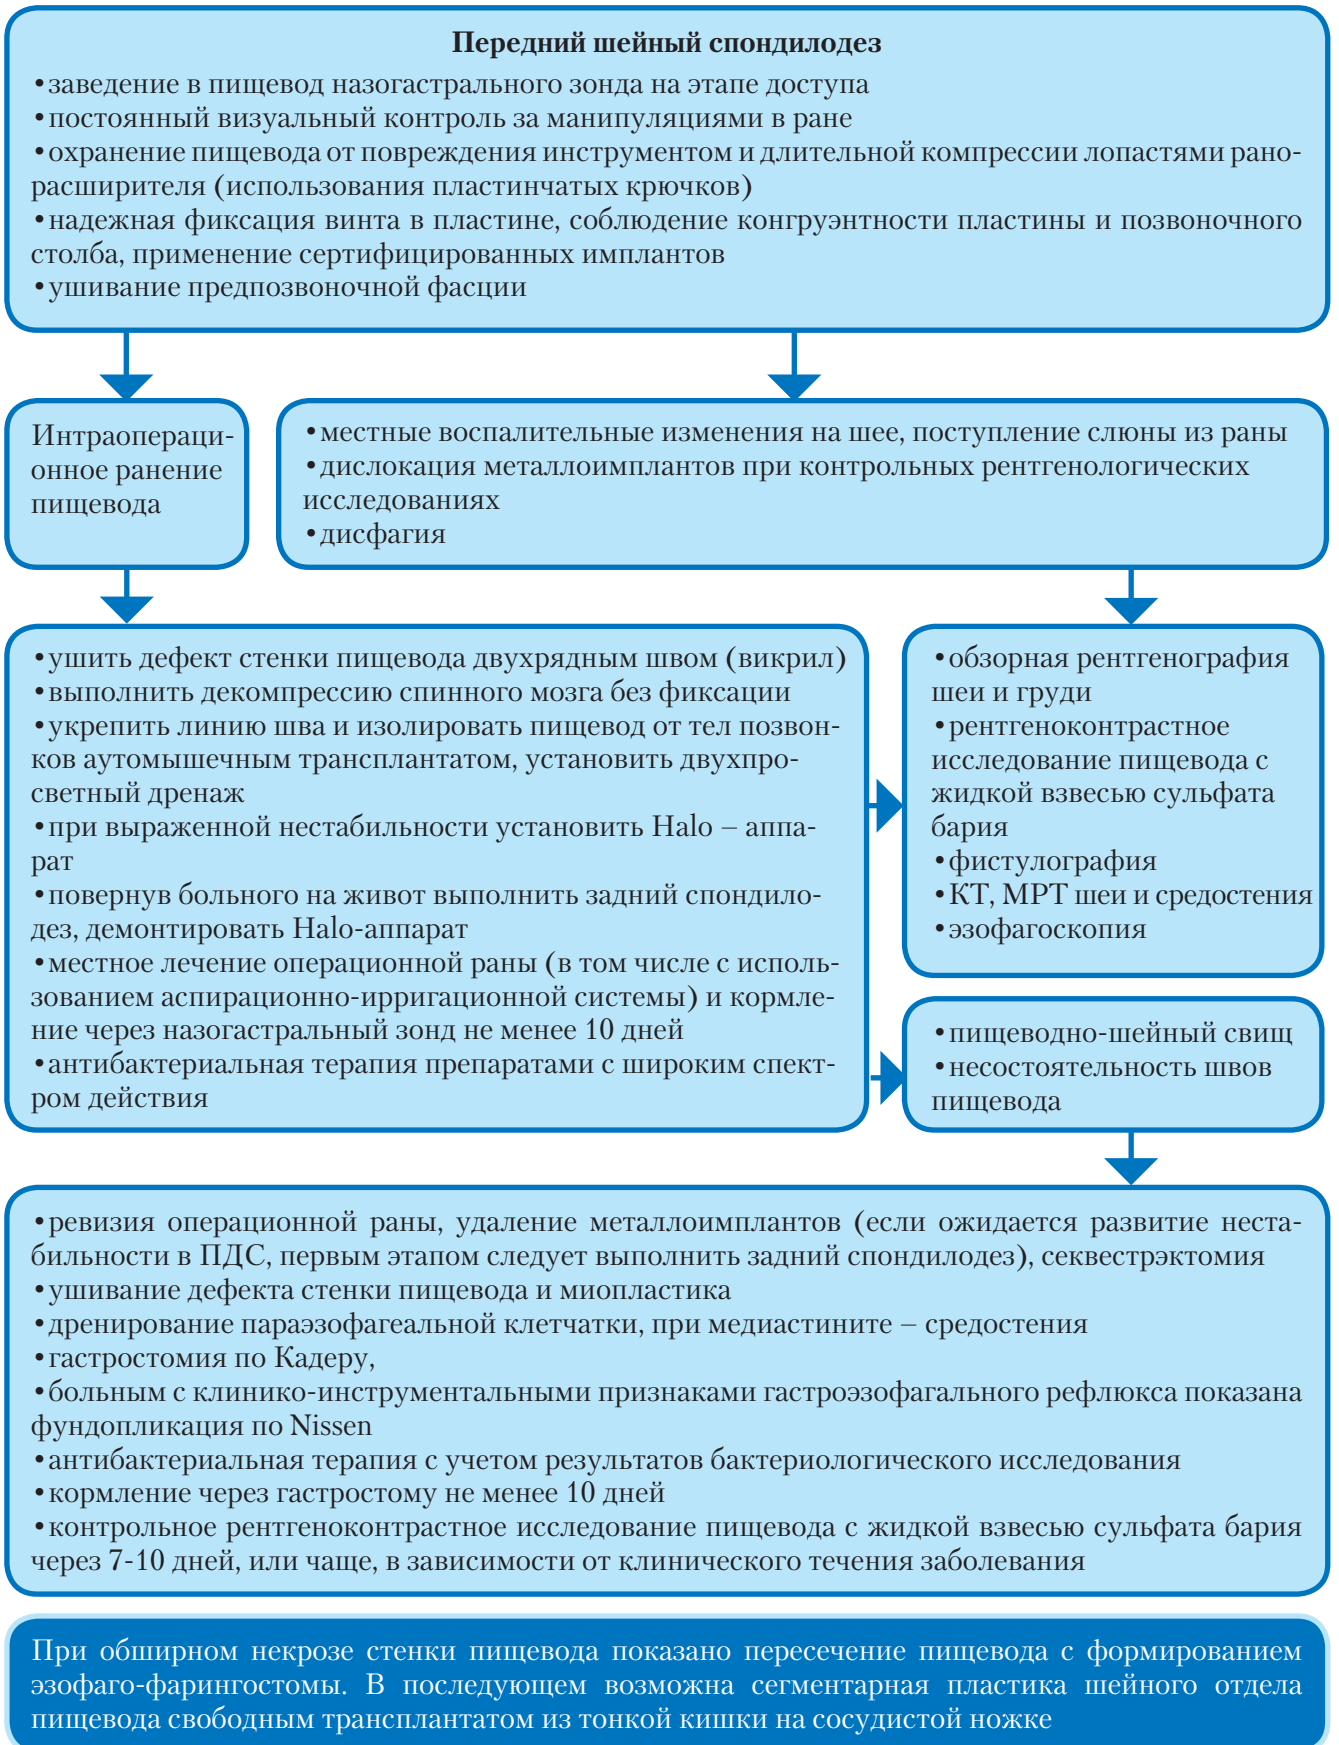 Передний шейный спондилодез
•заведение в пищевод назогастрального зонда на этапе доступа
•постоянный визуальный контроль за манипуляциями в ране
•охранение пищевода от повреждения инструментом и длительной компрессии лопастями рано-
расширителя (использования пластинчатых крючков)
•надежная фиксация винта в пластине, соблюдение конгруэнтности пластины и позвоночного
столба, применение сертифицированных имплантов
•ушивание предпозвоночной фасции
Интраопераци-
онное ранение
пищевода
•местные воспалительные изменения на шее, поступление слюны из раны
•дислокация металлоимплантов при контрольных рентгенологических
исследованиях
•дисфагия
•ушить дефект стенки пищевода двухрядным швом (викрил)
•выполнить декомпрессию спинного мозга без фиксации
•укрепить линию шва и изолировать пищевод от тел позвон-
ков аутомышечным трансплантатом, установить двухпро-
светный дренаж
•при выраженной нестабильности установить Halo – аппа-
рат
•повернув больного на живот выполнить задний спондило-
дез, демонтировать Halo-аппарат
•местное лечение операционной раны (в том числе с исполь-
зованием аспирационно-ирригационной системы) и кормле-
ние через назогастральный зонд не менее 10 дней
•антибактериальная терапия препаратами с широким спект-
ром действия
•обзорная рентгенография
шеи и груди
•рентгеноконтрастное
исследование пищевода с
жидкой взвесью сульфата
бария
•фистулография
•КТ, МРТ шеи и средостения
•эзофагоскопия
•пищеводно-шейный свищ
•несостоятельность швов
пищевода
•ревизия операционной раны, удаление металлоимплантов (если ожидается развитие неста-
бильности в ПДС, первым этапом следует выполнить задний спондилодез), секвестрэктомия
•ушивание дефекта стенки пищевода и миопластика
•дренирование параэзофагеальной клетчатки, при медиастините – средостения
•гастростомия по Кадеру,
•больным с клинико-инструментальными признаками гастроэзофагального рефлюкса показана
фундопликация по Nissen
•антибактериальная терапия с учетом результатов бактериологического исследования
•кормление через гастростому не менее 10 дней
•контрольное рентгеноконтрастное исследование пищевода с жидкой взвесью сульфата бария
через 7-10 дней, или чаще, в зависимости от клинического течения заболевания
При обширном некрозе стенки пищевода показано пересечение пищевода с формированием
эзофаго-фарингостомы. В последующем возможна сегментарная пластика шейного отдела
пищевода свободным трансплантатом из тонкой кишки на сосудистой ножке